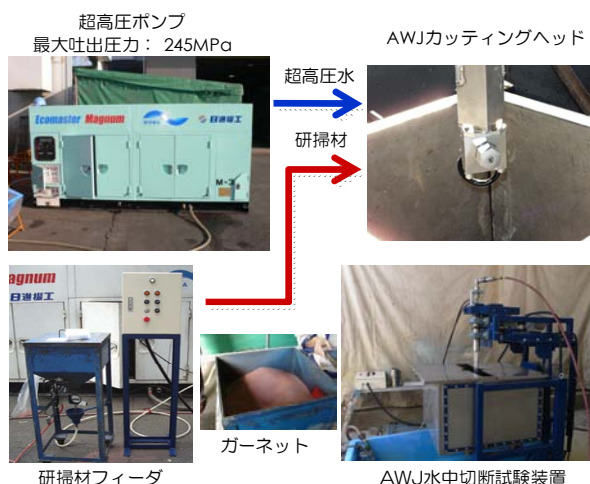 超高圧ポンプ
最大吐出圧力： 245MPa
AWJカッティングヘッド
超高圧水
研掃材
Ecomaster Magnum
日進機工
M-3
agnum
日進機工
ガーネット
研掃材フィーダ
AWJ水中切断試験装置